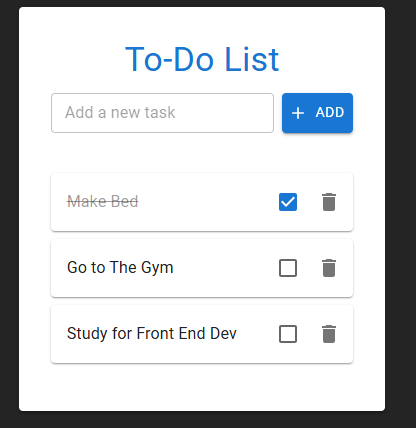 To-Do List
Add a new task
ADD
Make Bed
Go to The Gym
Study for Front End Dev